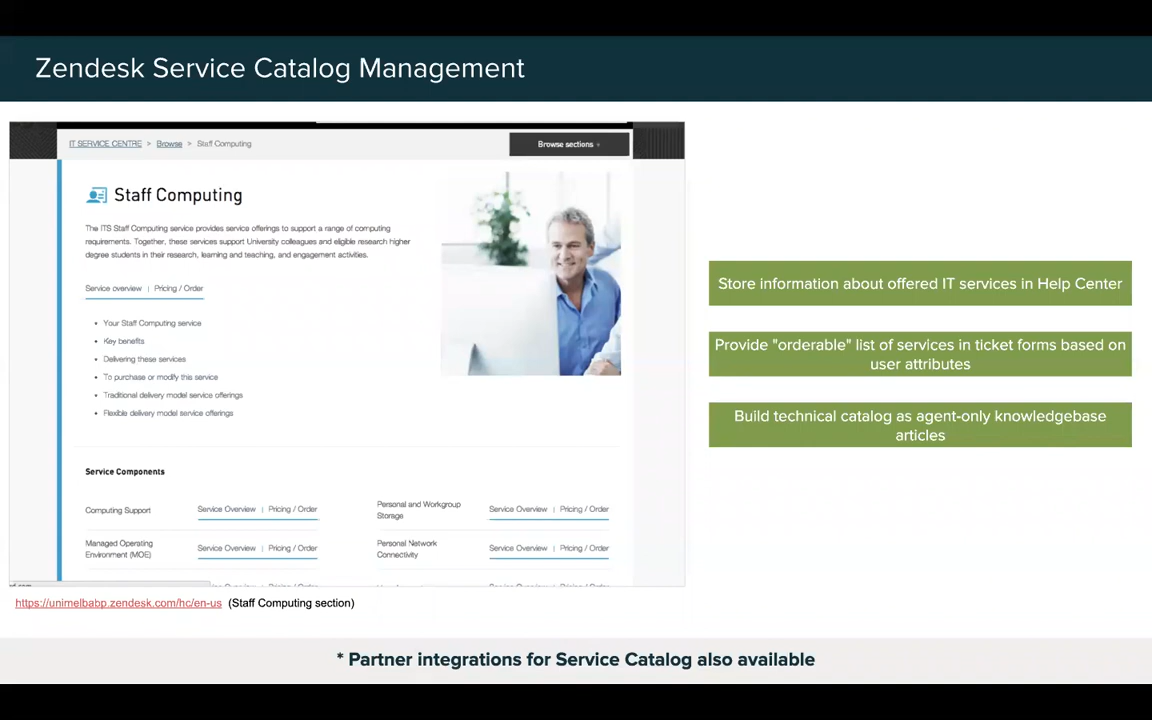 Zendesk Service Catalog Management
IT SERVICE CENTRE > Browse > Staff Computing
Browse sections
Staff Computing
The ITS Staff Computing service provides service offerings to support a range of computing
requirements. Together, these services support University colleagues and eligible research higher
degree students in their research, learning and teaching, and engagement activities.
Service overview | Pricing / Order
• Your Staff Computing service
• Key benefits
• Delivering these services
• To purchase or modify this service
• Traditional delivery model service offerings
• Flexible delivery model service offerings
Service Components
Computing Support
Service Overview | Pricing / Order
Personal and Workgroup
Storage
Service Overview | Pricing / Order
Managed Operating
Environment (MOE)
Service Overview | Pricing / Order
Personal Network
Connectivity
Service Overview | Pricing / Order
https://unimelbabp.zendesk.com/hc/en-us (Staff Computing section)
Store information about offered IT services in Help Center
Provide "orderable" list of services in ticket forms based on
user attributes
Build technical catalog as agent-only knowledgebase
articles
* Partner integrations for Service Catalog also available